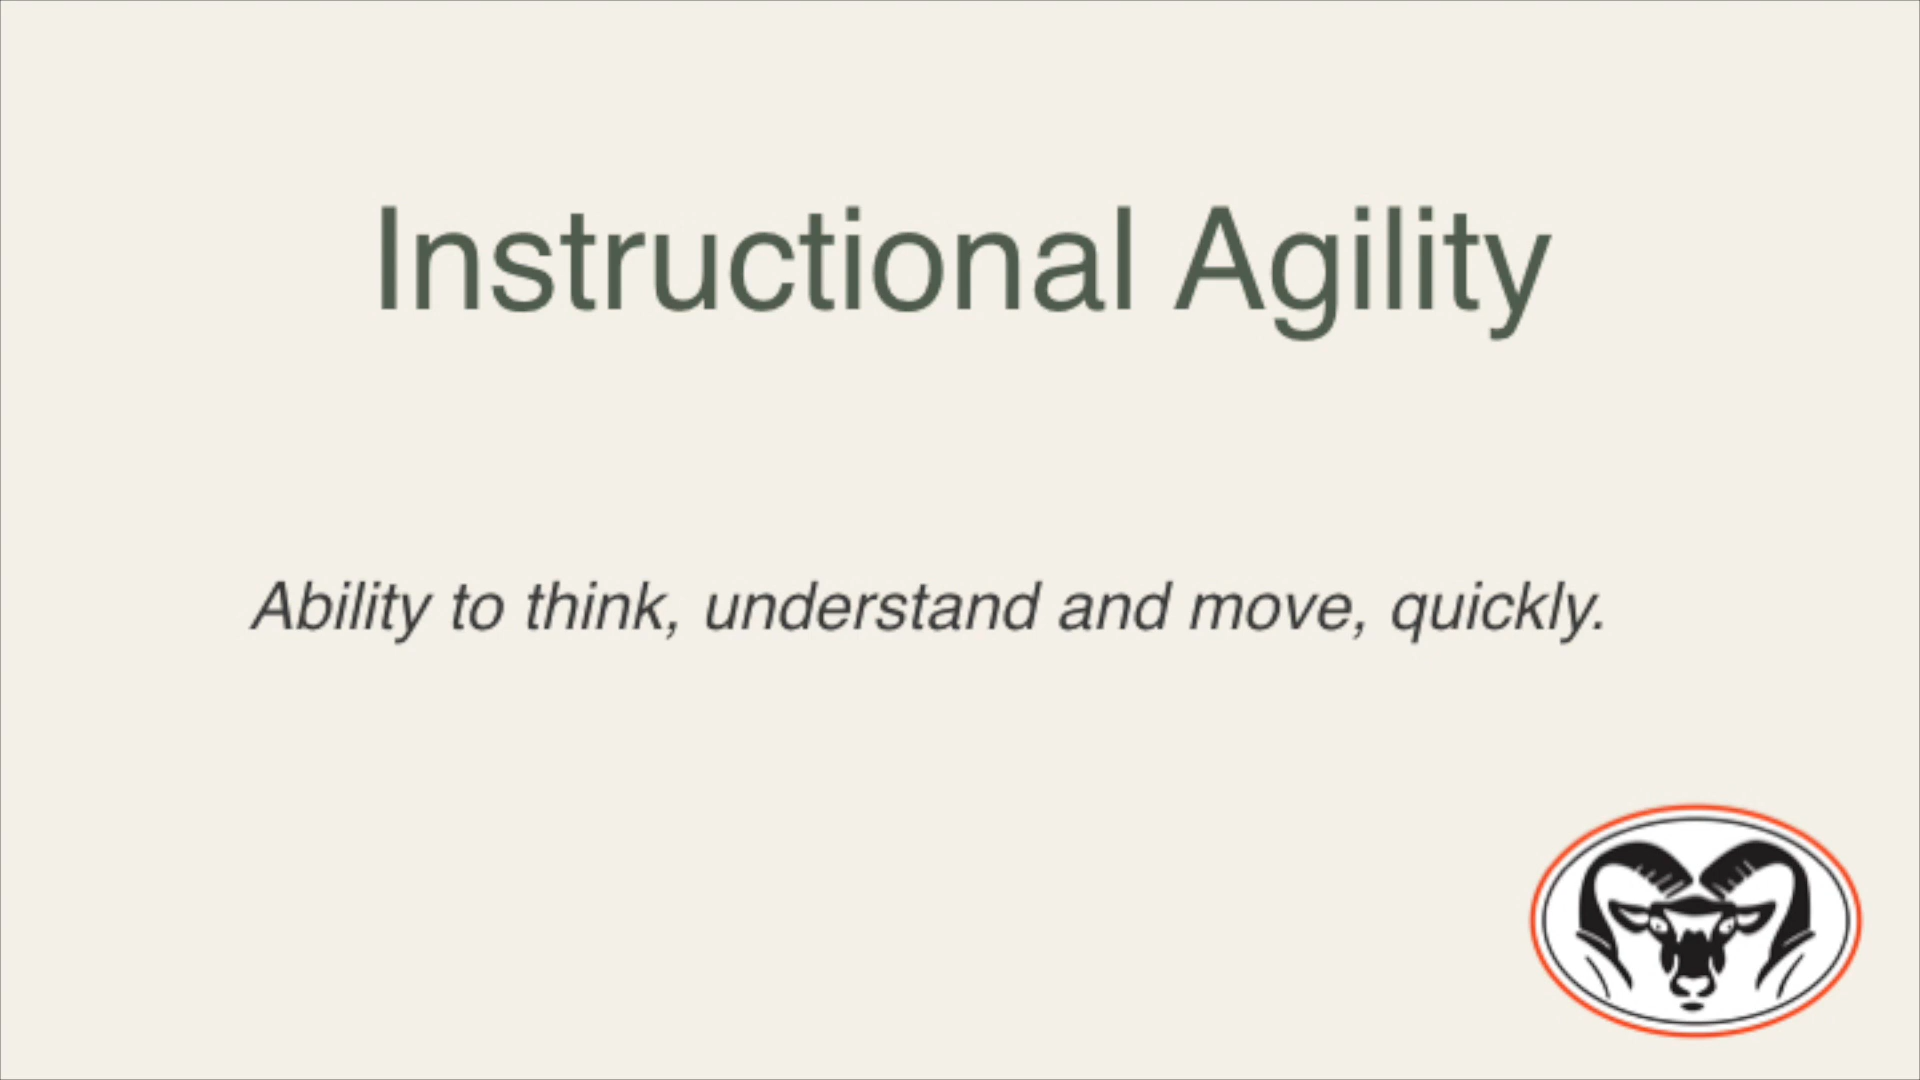 Instructional Agility
Ability to think, understand and move, quickly.